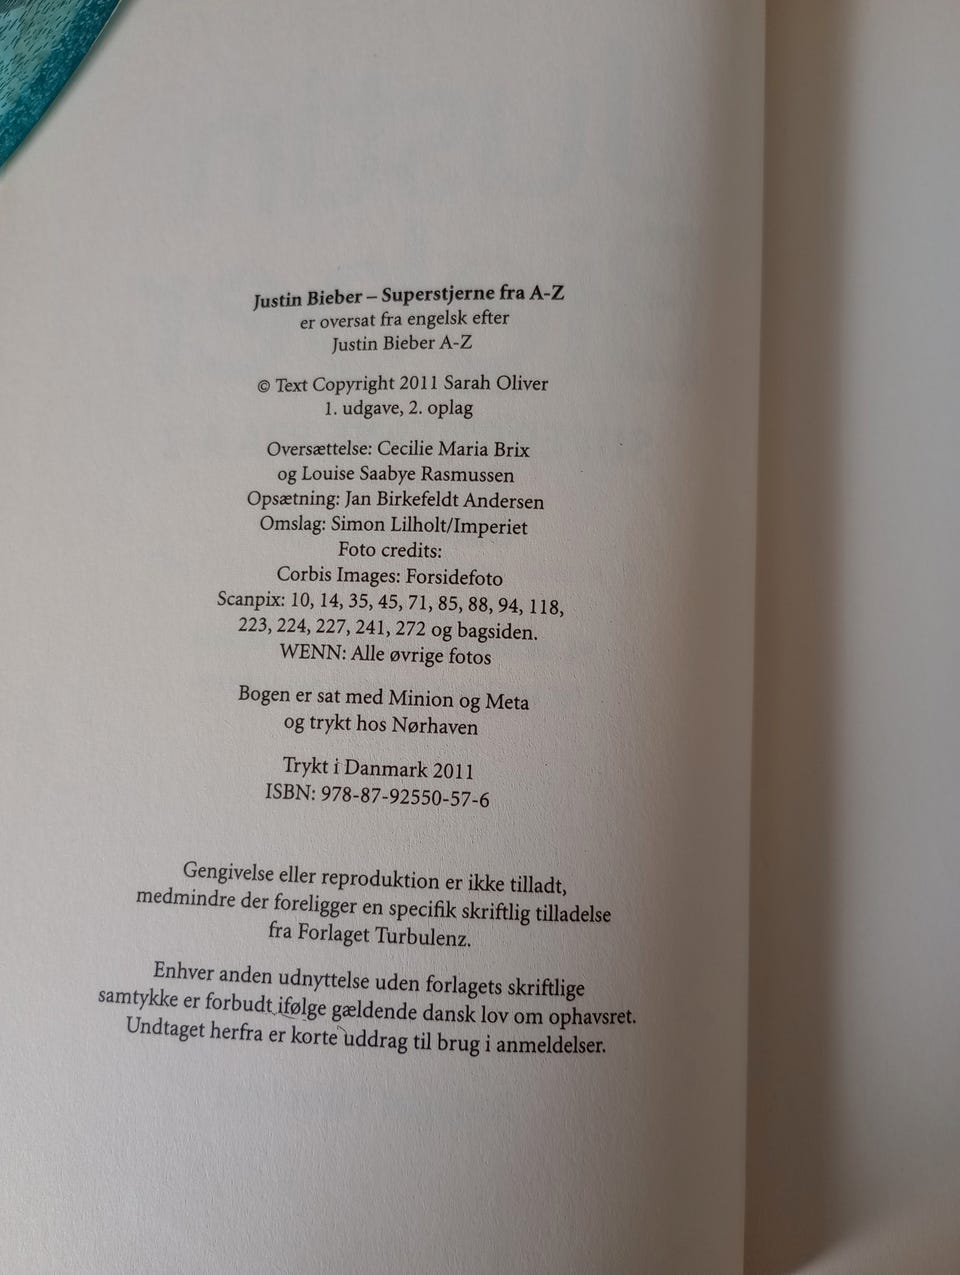 Justin Bieber – Superstjerne fra A-Z
er oversat fra engelsk efter
Justin Bieber A-Z
© Text Copyright 2011 Sarah Oliver
1. udgave, 2. oplag
Oversættelse: Cecilie Maria Brix
og Louise Saabye Rasmussen
Opsætning: Jan Birkefeldt Andersen
Omslag: Simon Lilholt/Imperiet
Foto credits:
Corbis Images: Forsidefoto
Scanpix: 10, 14, 35, 45, 71, 85, 88, 94, 118,
223, 224, 227, 241, 272 og bagsiden.
WENN: Alle øvrige fotos
Bogen er sat med Minion og Meta
og trykt hos Nørhaven
Trykt i Danmark 2011
ISBN: 978-87-92550-57-6
Gengivelse eller reproduktion er ikke tilladt,
medmindre der foreligger en specifik skriftlig tilladelse
fra Forlaget Turbulenz.
Enhver anden udnyttelse uden forlagets skriftlige
samtykke er forbudt ifølge gældende dansk lov om ophavsret.
Undtaget herfra er korte uddrag til brug i anmeldelser.